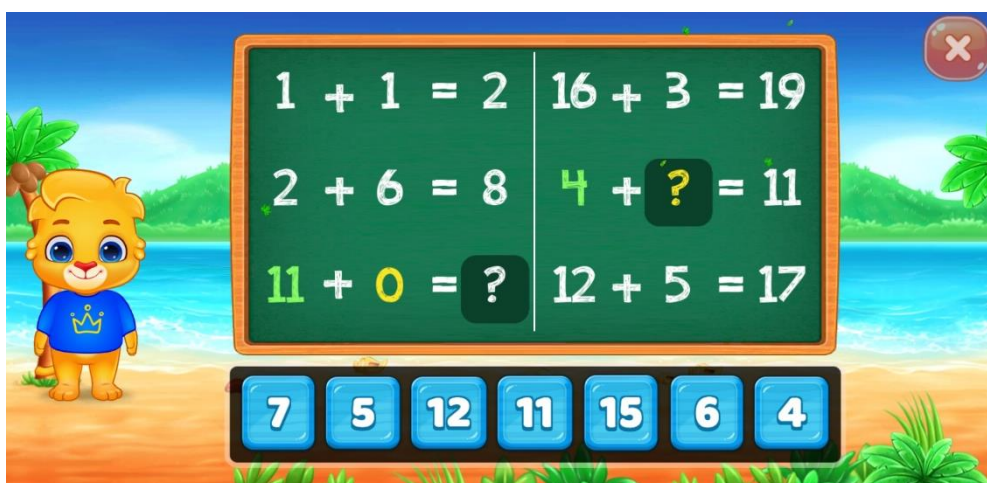 1 + 1 = 2
2 + 6 = 8
11 + 0 = ?
16 + 3 = 19
4 + ? = 11
12 + 5 = 17
7 5 12 11 15 6 4